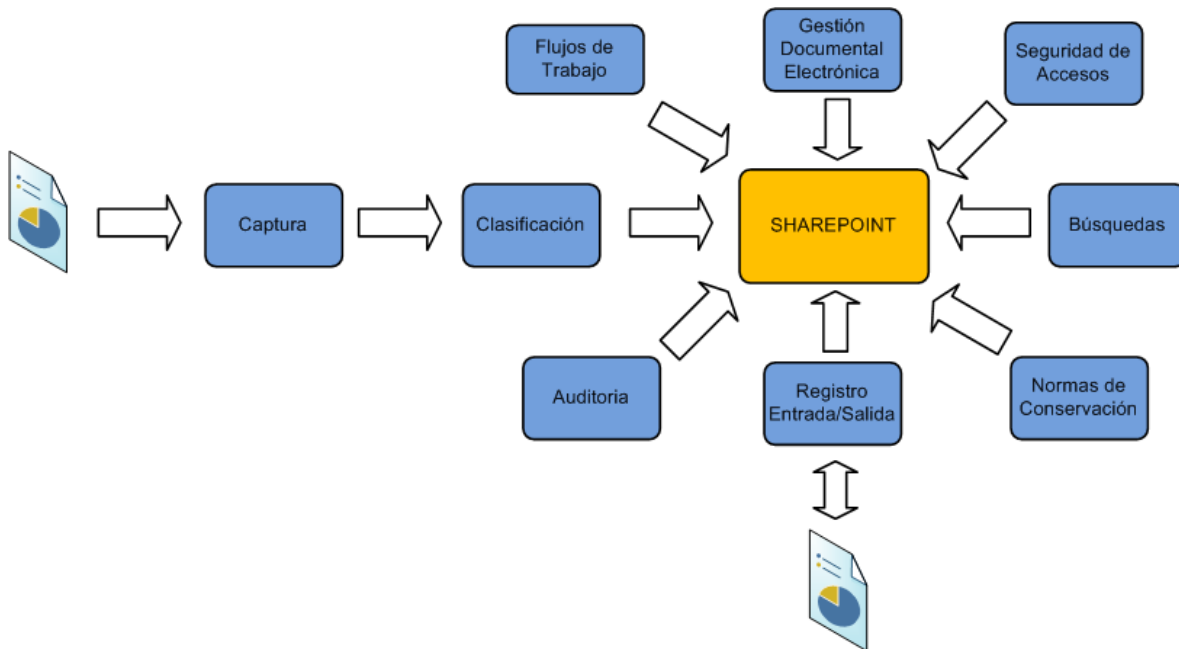 Flujos de
Trabajo
Gestión
Documental
Electrónica
Seguridad de
Accesos
Captura
Clasificación
SHAREPOINT
Búsquedas
Auditoria
Registro
Entrada/Salida
Normas de
Conservación